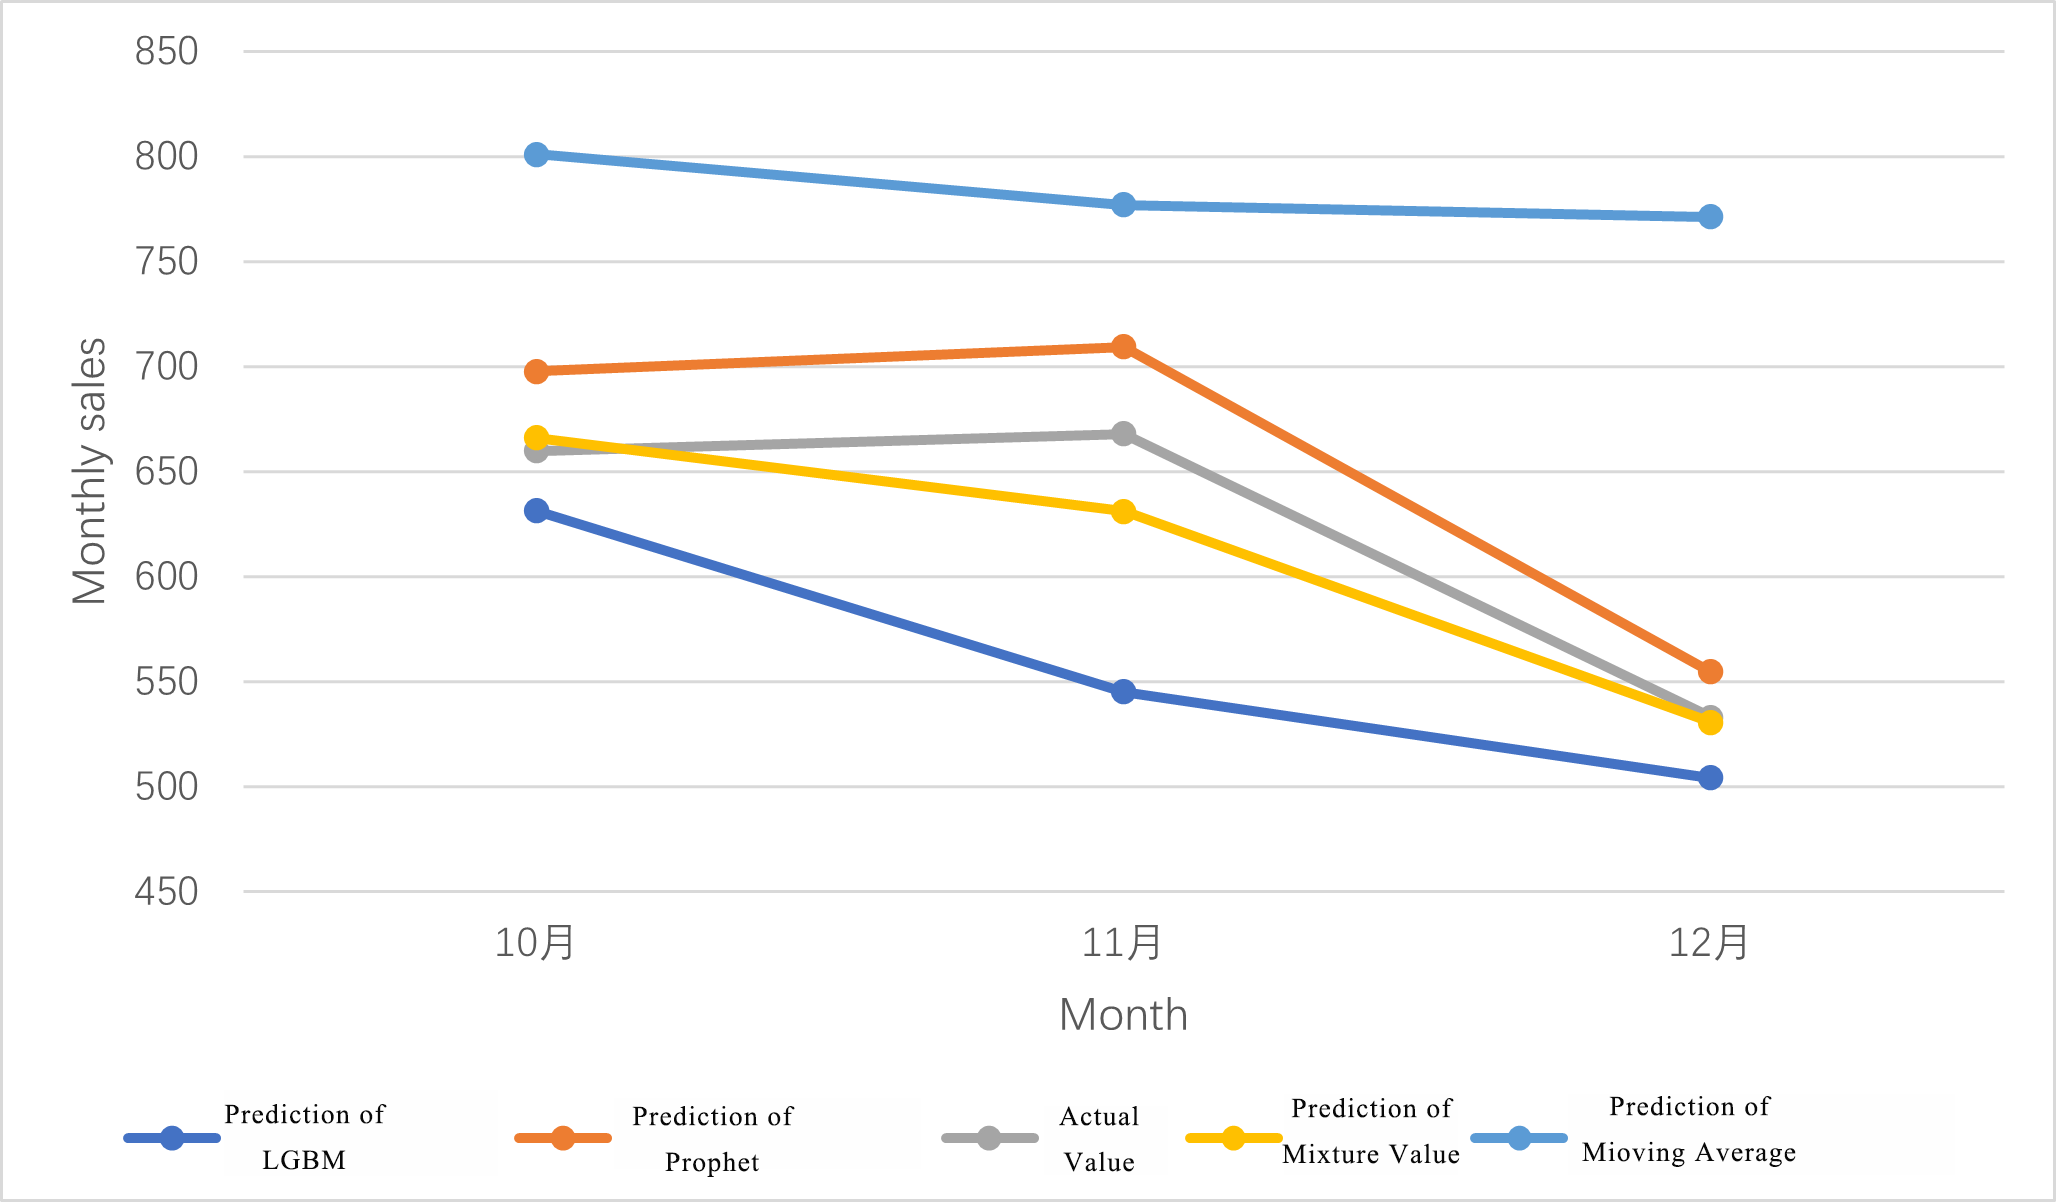 850
800
750
700
650
600
550
500
450
Monthly sales
10月
11月
12月
Month
Prediction of
LGBM
Prediction of
Prophet
Actual
Value
Prediction of
Mixture Value
Prediction of
Mioving Average